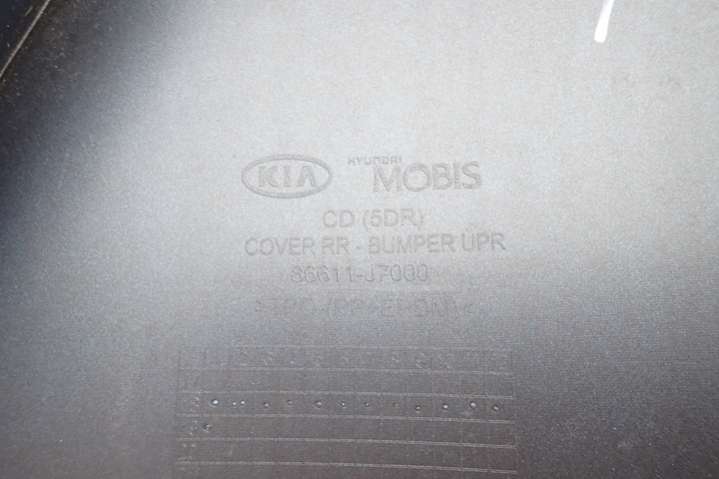 KIA HYUNDAI MOBIS
CD (5DR)
COVER RR - BUMPER UPR
86611-J7000